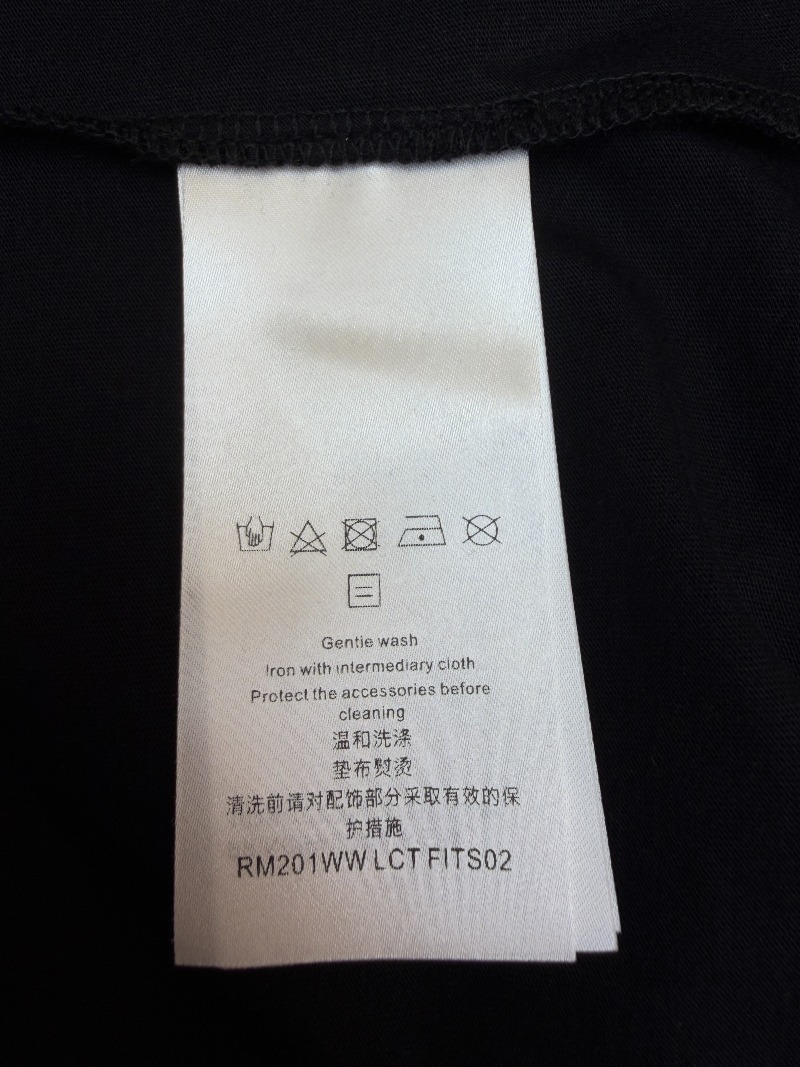 Gentie wash
Iron with intermediary cloth
Protect the accessories before
cleaning
温和洗涤
垫布熨烫
清洗前请对配饰部分采取有效的保
护措施
RM201WW LCT FITS02